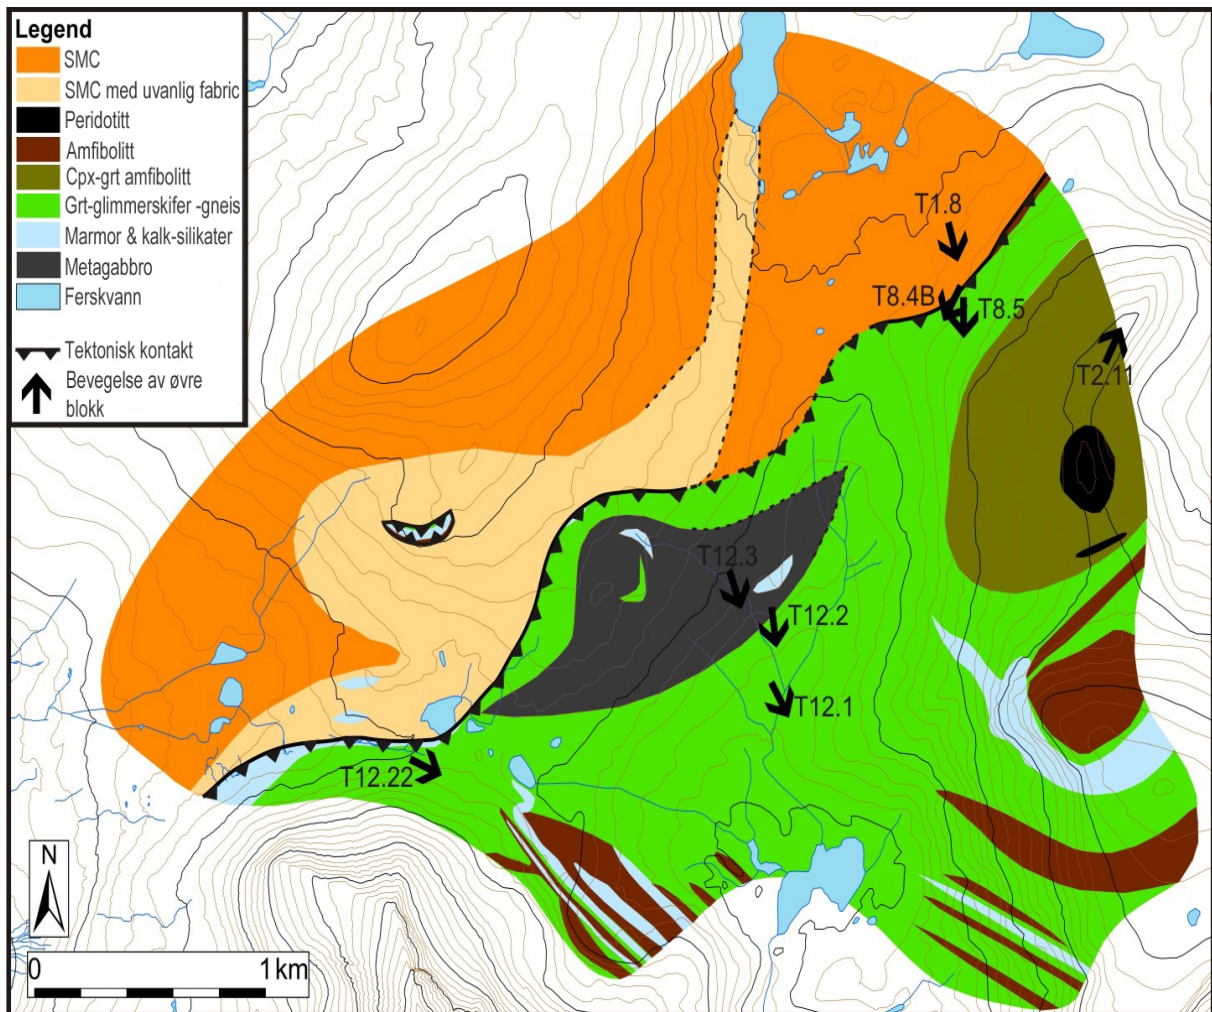 Legend
SMC
SMC med uvanlig fabric
Peridotitt
Amfibolitt
Cpx-grt amfibolitt
Grt-glimmerskifer -gneis
Marmor & kalk-silikater
Metagabbro
Ferskvann
Tektonisk kontakt
Bevegelse av øvre
blokk
T1.8
T8.4B
T8.5
T2.11
T12.3
T12.2
T12.1
T12.22
N
0 1 km